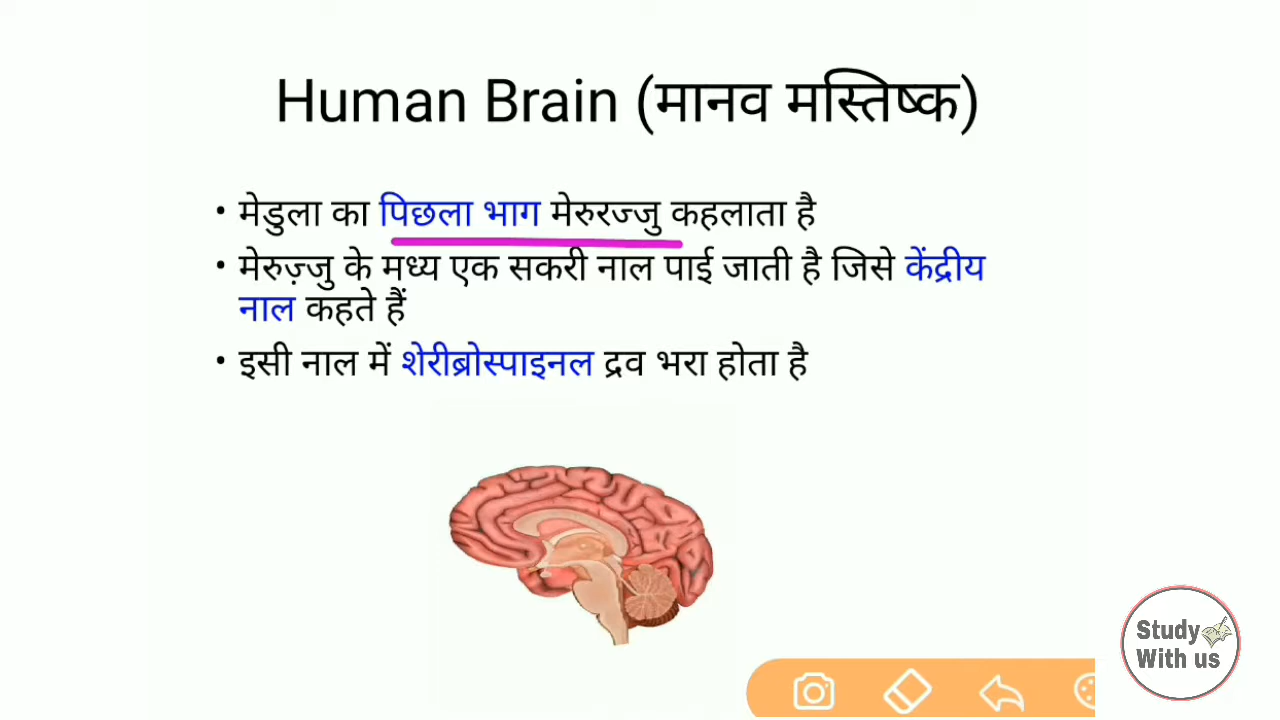 Human Brain (मानव मस्तिष्क)
• मेडुला का पिछला भाग मेरुरज्जु कहलाता है
• मेरुज़्जु के मध्य एक सकरी नाल पाई जाती है जिसे केंद्रीय
नाल कहते हैं
• इसी नाल में शेरीब्रोस्पाइनल द्रव भरा होता है
Study
With us